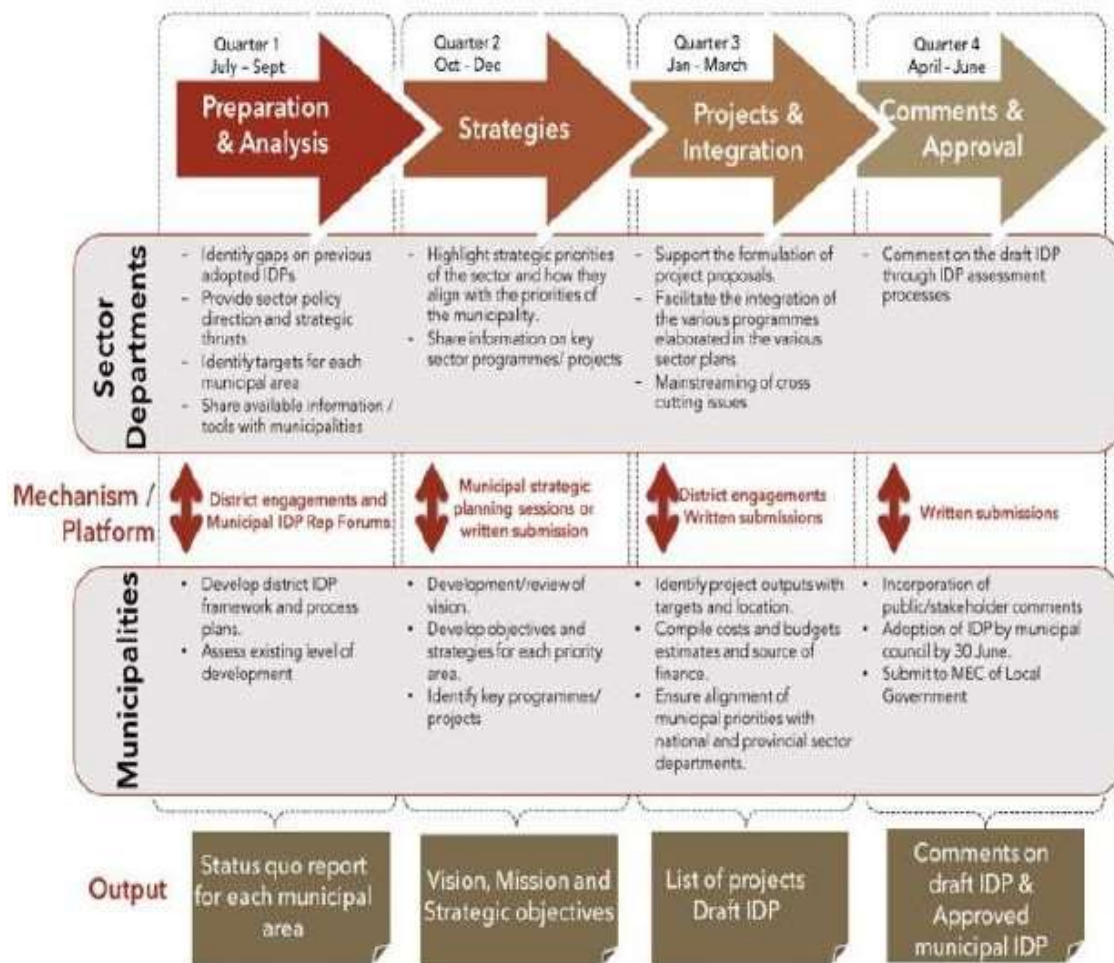 Quarter 1
July - Sept
Preparation
& Analysis
Quarter 2
Oct - Dec
Strategies
Quarter 3
Jan - March
Projects &
Integration
Quarter 4
April - June
Comments &
Approval
Sector
Departments
- Identify gaps on previous
adopted IDPs
- Provide sector policy
direction and strategic
thrusts
- Identify targets for each
municipal area
- Share available information /
tools with municipalities
- Highlight strategic priorities
of the sector and how they
align with the priorities of
the municipality.
- Share information on key
sector programmes/ projects
- Support the formulation of
project proposals.
- Facilitate the integration of
the various programmes
elaborated in the various
sector plans
- Mainstreaming of cross
cutting issues
- Comment on the draft IDP
through IDP assessment
processes
Mechanism /
Platform
District engagements and
Municipal IDP Rep Forums
Municipal strategic
planning sessions or
written submission
District engagements
Written submissions
Written submissions
Municipalities
• Develop district IDP
framework and process
plans.
• Assess existing level of
development
• Development/review of
vision.
• Develop objectives and
strategies for each priority
area.
• Identify key programmes/
projects
• Identify project outputs with
targets and location.
• Compile costs and budgets
estimates and source of
finance.
• Ensure alignment of
municipal priorities with
national and provincial sector
departments.
• Incorporation of
public/stakeholder comments
• Adoption of IDP by municipal
council by 30 June.
• Submit to MEC of Local
Government
Output
Status quo report
for each municipal
area
Vision, Mission and
Strategic objectives
List of projects
Draft IDP
Comments on
draft IDP &
Approved
municipal IDP